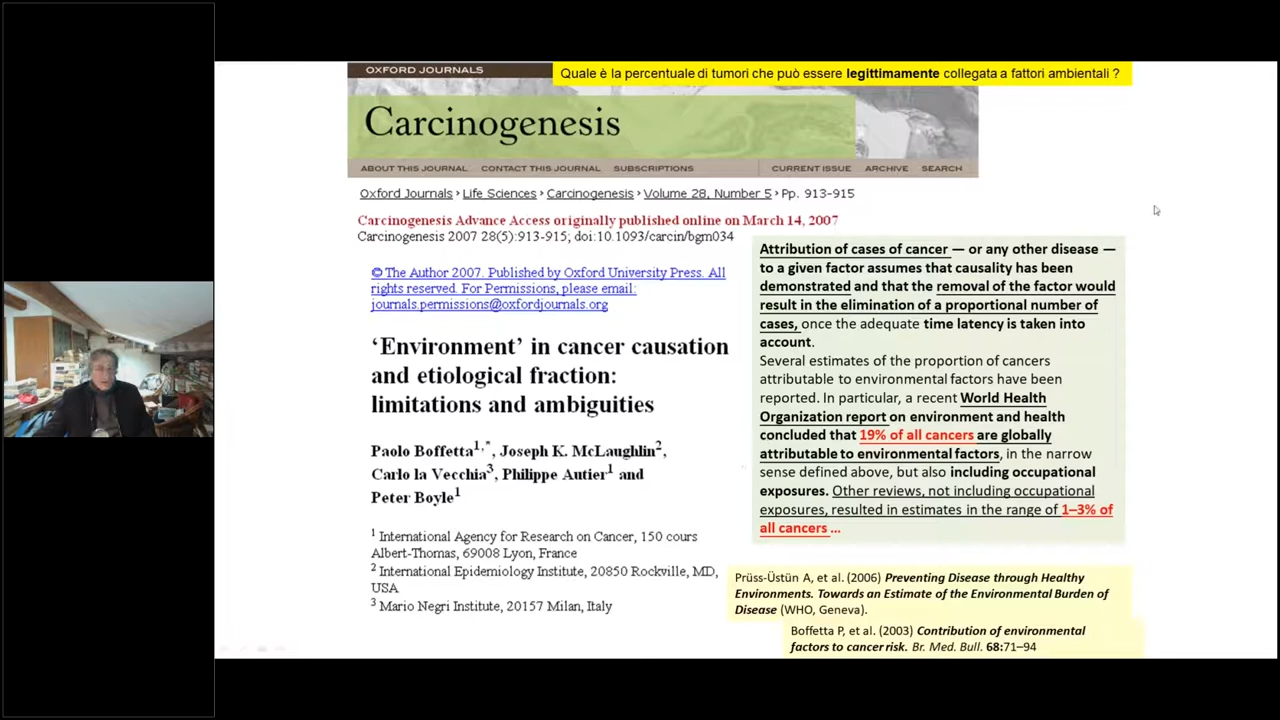 OXFORD JOURNALS
Quale è la percentuale di tumori che può essere legittimamente collegata a fattori ambientali ?
Carcinogenesis
ABOUT THIS JOURNAL CONTACT THIS JOURNAL SUBSCRIPTIONS CURRENT ISSUE ARCHIVE SEARCH
Oxford Journals > Life Sciences > Carcinogenesis > Volume 28, Number 5 > Pp. 913-915
Carcinogenesis Advance Access originally published online on March 14, 2007
Carcinogenesis 2007 28(5):913-915; doi:10.1093/carcin/bgm034
© The Author 2007. Published by Oxford University Press. All
rights reserved. For Permissions, please email:
journals.permissions@oxfordjournals.org
‘Environment’ in cancer causation
and etiological fraction:
limitations and ambiguities
Paolo Boffetta1,*, Joseph K. McLaughlin2,
Carlo la Vecchia3, Philippe Autier1 and
Peter Boyle1
1 International Agency for Research on Cancer, 150 cours
Albert-Thomas, 69008 Lyon, France
2 International Epidemiology Institute, 20850 Rockville, MD,
USA
3 Mario Negri Institute, 20157 Milan, Italy
Attribution of cases of cancer — or any other disease —
to a given factor assumes that causality has been
demonstrated and that the removal of the factor would
result in the elimination of a proportional number of
cases, once the adequate time latency is taken into
account.
Several estimates of the proportion of cancers
attributable to environmental factors have been
reported. In particular, a recent World Health
Organization report on environment and health
concluded that 19% of all cancers are globally
attributable to environmental factors, in the narrow
sense defined above, but also including occupational
exposures. Other reviews, not including occupational
exposures, resulted in estimates in the range of 1–3% of
all cancers ...
Prüss-Üstün A, et al. (2006) Preventing Disease through Healthy
Environments. Towards an Estimate of the Environmental Burden of
Disease (WHO, Geneva).
Boffetta P, et al. (2003) Contribution of environmental
factors to cancer risk. Br. Med. Bull. 68:71–94